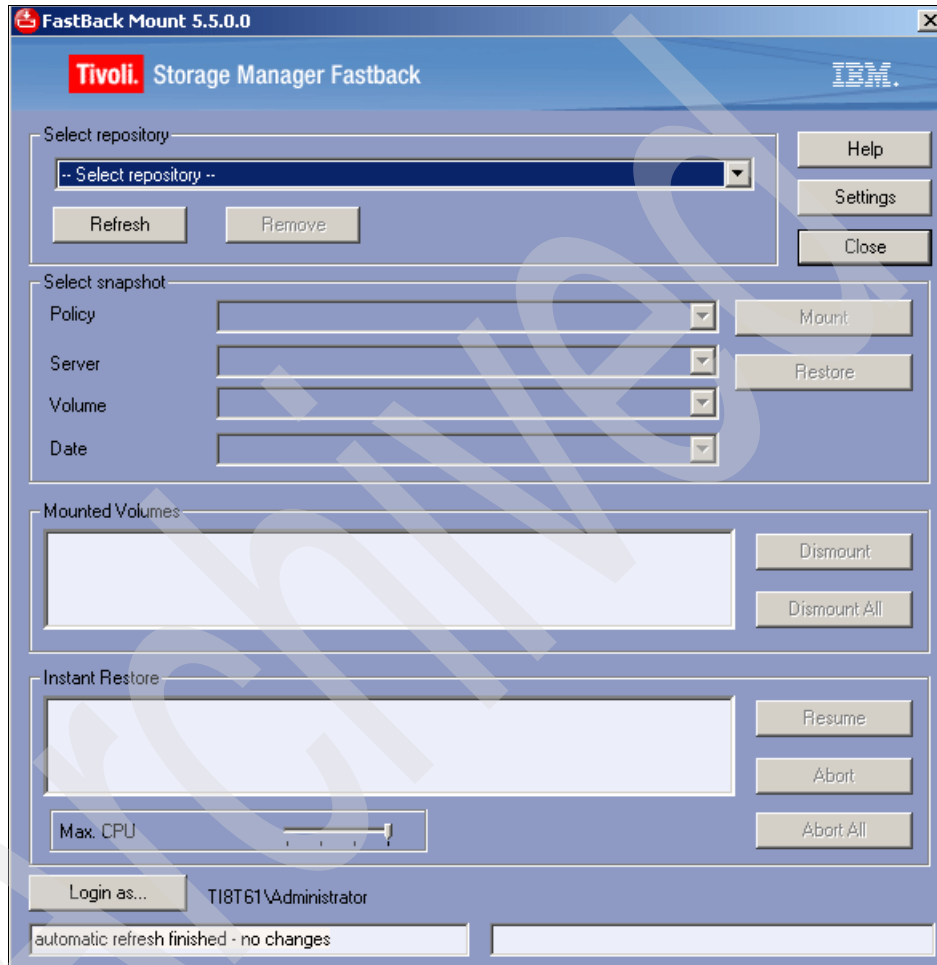 FastBack Mount 5.5.0.0
Tivoli. Storage Manager Fastback
IBM.
Select repository
-- Select repository --
Refresh
Remove
Help
Settings
Close
Select snapshot
Policy
Server
Volume
Date
Mount
Restore
Mounted Volumes
Dismount
Dismount All
Instant Restore
Resume
Abort
Abort All
Max. CPU
Login as...
TI8T61\Administrator
automatic refresh finished - no changes
Archived